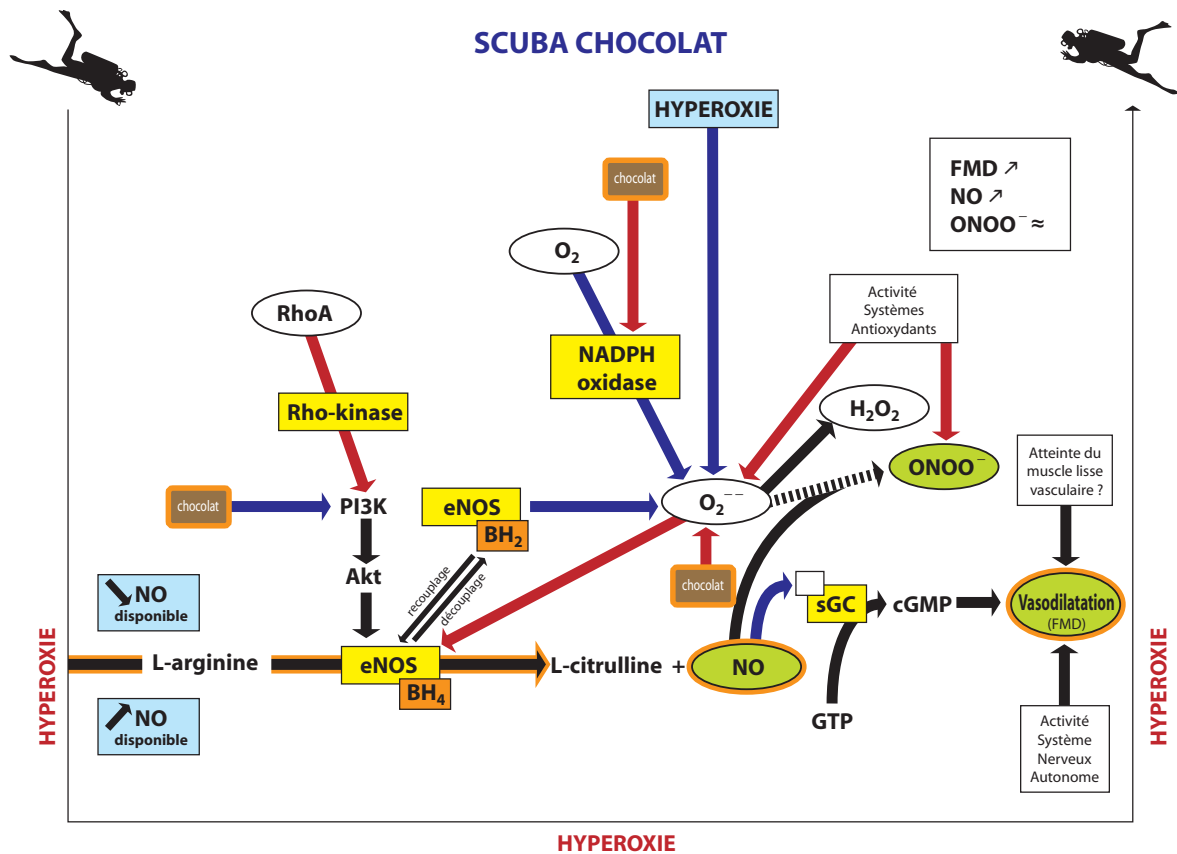 SCUBA CHOCOLAT
HYPEROXIE
FMD ↗
NO ↗
ONOO⁻ ≈
chocolat
O₂
Activité
Systèmes
Antioxydants
RhoA
NADPH
oxidase
Rho-kinase
H₂O₂
ONOO⁻
Atteinte du
muscle lisse
vasculaire ?
chocolat
PI3K
eNOS
BH₂
O₂⁻⁻
Akt
recouplage
découplage
chocolat
NO
disponible
sGC
cGMP
Vasodilatation
(FMD)
L-arginine
eNOS
BH₄
L-citrulline +
NO
NO
disponible
GTP
Activité
Système
Nerveux
Autonome
HYPEROXIE
HYPEROXIE
HYPEROXIE